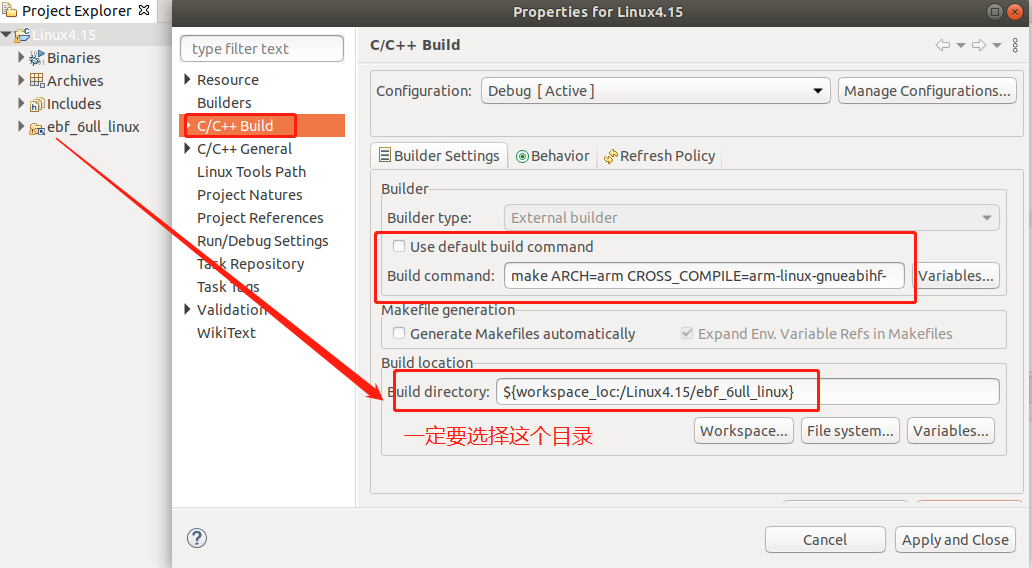 Project Explorer
Linux4.15
Binaries
Archives
Includes
ebf_6ull_linux
Properties for Linux4.15
type filter text
Resource
Builders
C/C++ Build
C/C++ General
Linux Tools Path
Project Natures
Project References
Run/Debug Settings
Task Repository
Task Tags
Validation
WikiText
C/C++ Build
Configuration: Debug [ Active ] Manage Configurations...
Builder Settings Behavior Refresh Policy
Builder
Builder type: External builder
Use default build command
Build command: make ARCH=arm CROSS_COMPILE=arm-linux-gnueabihf- Variables...
Makefile generation
Generate Makefiles automatically Expand Env. Variable Refs in Makefiles
Build location
Build directory: ${workspace_loc:/Linux4.15/ebf_6ull_linux}
一定要选择这个目录
Workspace... File system... Variables...
Cancel Apply and Close